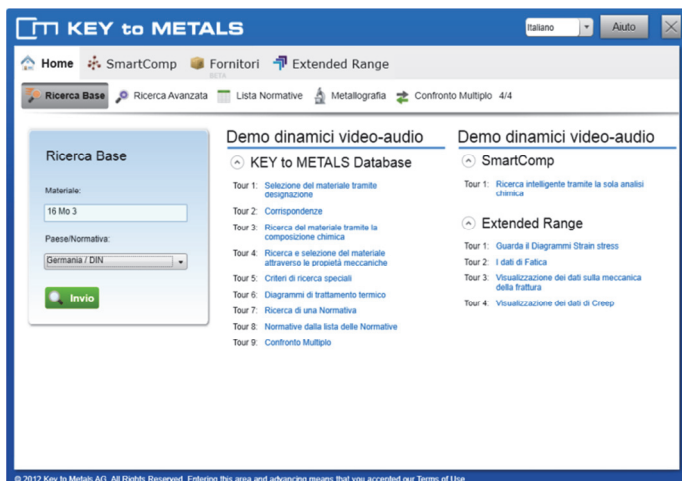 KEY to METALS
Italiano
Aiuto
Home SmartComp Fornitori Extended Range
BETA
Ricerca Base Ricerca Avanzata Lista Normative Metallografia Confronto Multiplo 4/4
Ricerca Base
Materiale:
16 Mo 3
Paese/Normativa:
Germania / DIN
Invio
Demo dinamici video-audio
KEY to METALS Database
Tour 1: Selezione del materiale tramite
designazione
Tour 2: Corrispondenze
Tour 3: Ricerca del materiale tramite la
composizione chimica
Tour 4: Ricerca e selezione del materiale
attraverso le propietà meccaniche
Tour 5: Criteri di ricerca speciali
Tour 6: Diagrammi di trattamento termico
Tour 7: Ricerca di una Normativa
Tour 8: Normative dalla lista delle Normative
Tour 9: Confronto Multiplo
Demo dinamici video-audio
SmartComp
Tour 1: Ricerca intelligente tramite la sola analisi
chimica
Extended Range
Tour 1: Guarda il Diagrammi Strain stress
Tour 2: I dati di Fatica
Tour 3: Visualizzazione dei dati sulla meccanica
della frattura
Tour 4: Visualizzazione dei dati di Creep
© 2012 Key to Metals AG. All Rights Reserved. Entering this area and advancing means that you accepted our Terms of Use